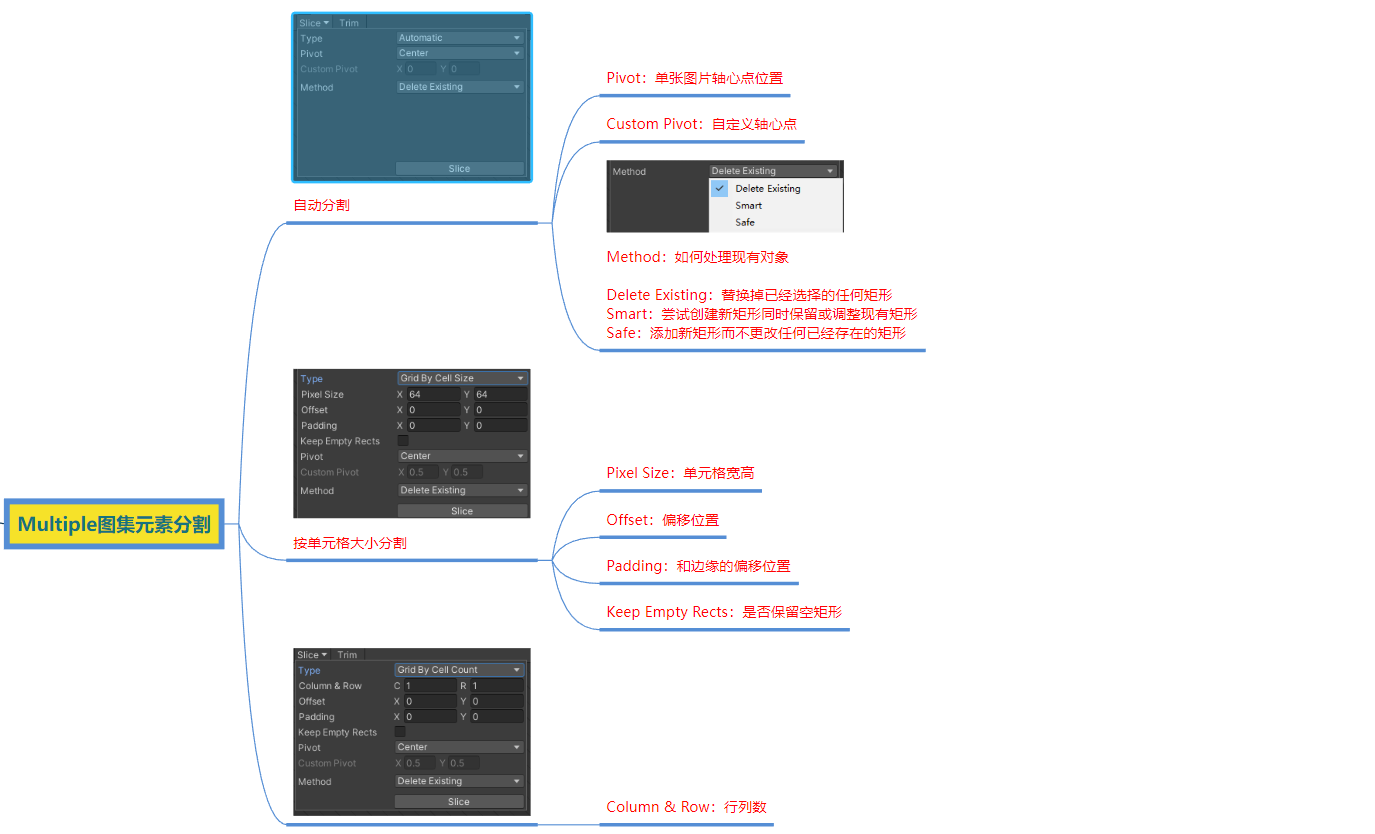 Multiple图集元素分割
Slice Trim
Type Automatic
Pivot Center
Custom Pivot X 0 Y 0
Method Delete Existing
Slice
自动分割
Pivot：单张图片轴心点位置
Custom Pivot：自定义轴心点
Method Delete Existing
Delete Existing
Smart
Safe
Method：如何处理现有对象
Delete Existing：替换掉已经选择的任何矩形
Smart：尝试创建新矩形同时保留或调整现有矩形
Safe：添加新矩形而不更改任何已经存在的矩形
Type Grid By Cell Size
Pixel Size X 64 Y 64
Offset X 0 Y 0
Padding X 0 Y 0
Keep Empty Rects
Pivot Center
Custom Pivot X 0.5 Y 0.5
Method Delete Existing
Slice
按单元格大小分割
Pixel Size：单元格宽高
Offset：偏移位置
Padding：和边缘的偏移位置
Keep Empty Rects：是否保留空矩形
Slice Trim
Type Grid By Cell Count
Column & Row C 1 R 1
Offset X 0 Y 0
Padding X 0 Y 0
Keep Empty Rects
Pivot Center
Custom Pivot X 0.5 Y 0.5
Method Delete Existing
Slice
Column & Row：行列数